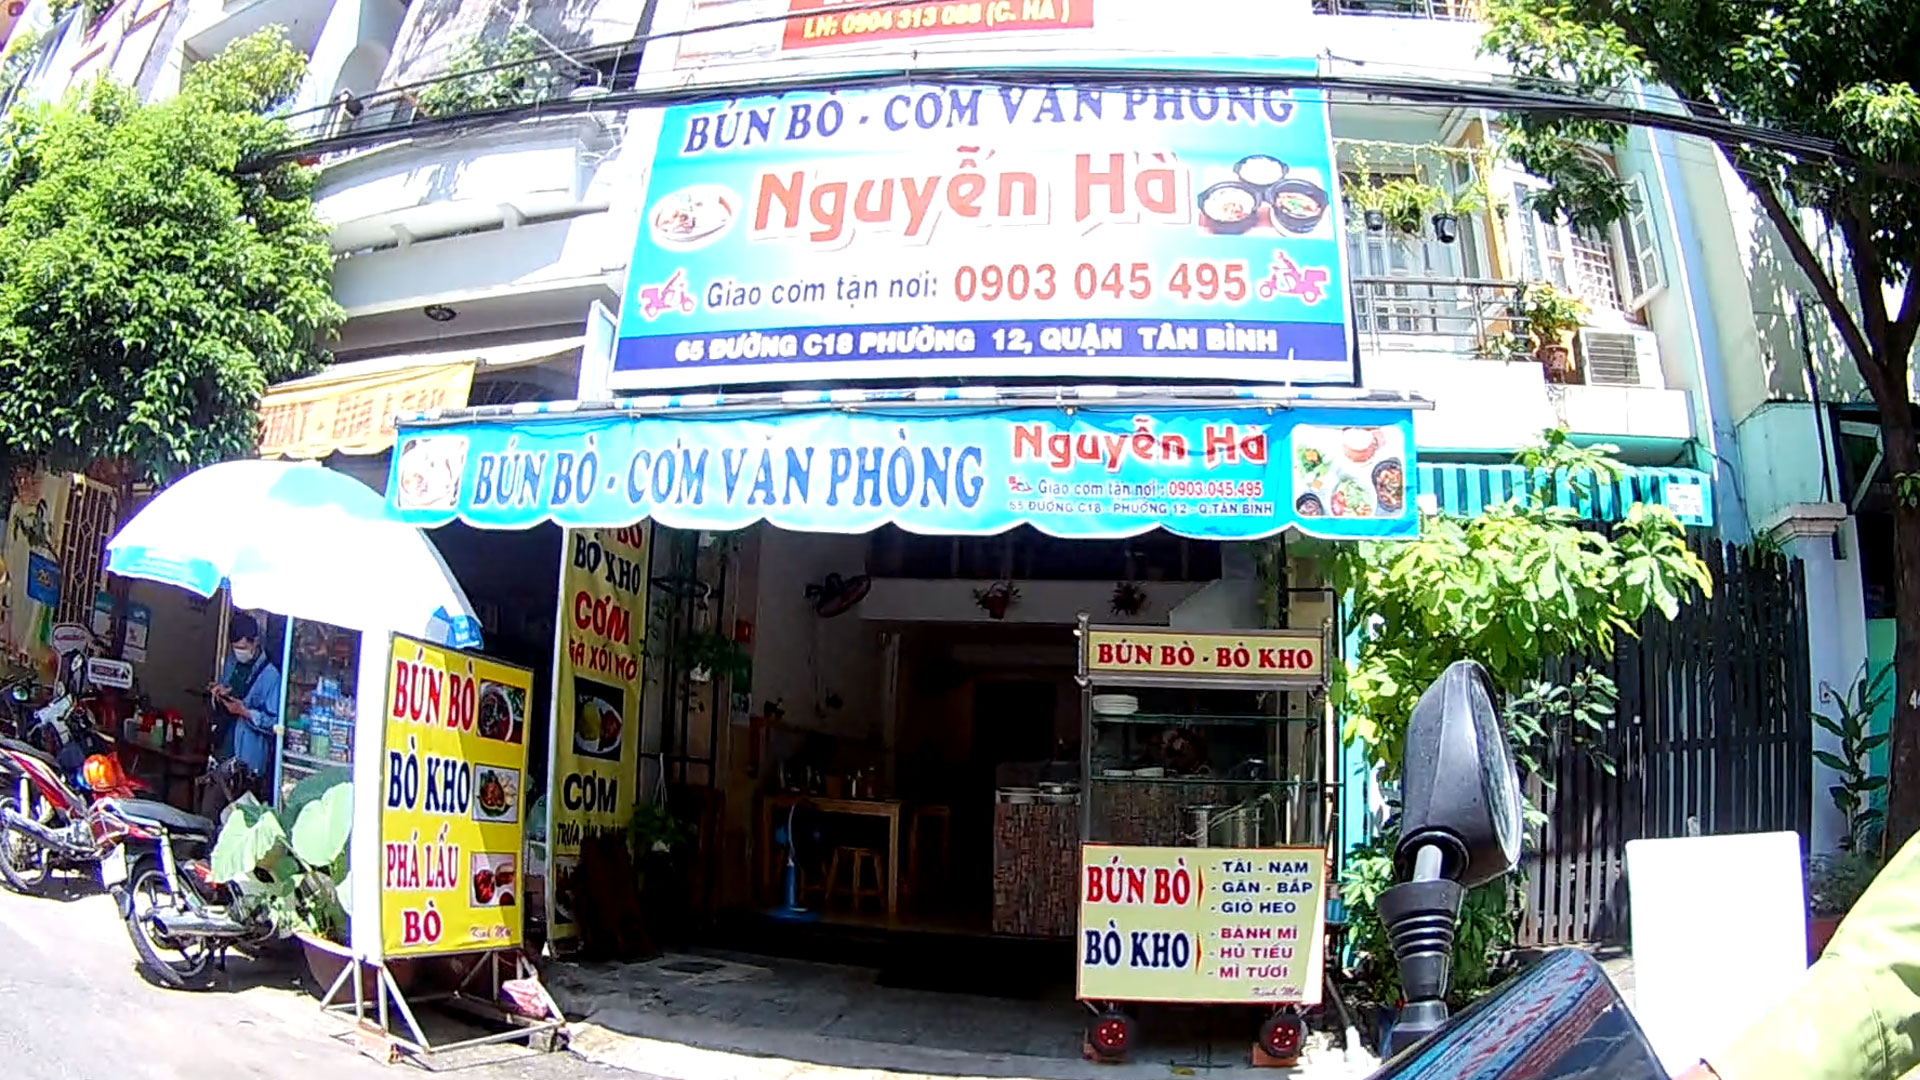 LH: 0904 313 086 (C. HÀ)
BÚN BÒ - CƠM VĂN PHÒNG
Nguyễn Hà
Giao cơm tận nơi: 0903 045 495
65 ĐƯỜNG C18 PHƯỜNG 12, QUẬN TÂN BÌNH
BÚN BÒ - CƠM VĂN PHÒNG
Nguyễn Hà
Giao cơm tận nơi: 0903.045.495
65 ĐƯỜNG C18 - PHƯỜNG 12 - Q.TÂN BÌNH
BÒ
BÒ KHO
CƠM
GÀ XỐI MỠ
CƠM
BÚN BÒ
BÒ KHO
PHÁ LẤU
BÒ
BÚN BÒ - BÒ KHO
BÚN BÒ
- TÁI - NẠM
- GÂN - BẮP
- GIÒ HEO
BÒ KHO
- BÁNH MÌ
- HỦ TIẾU
- MÌ TƯƠI